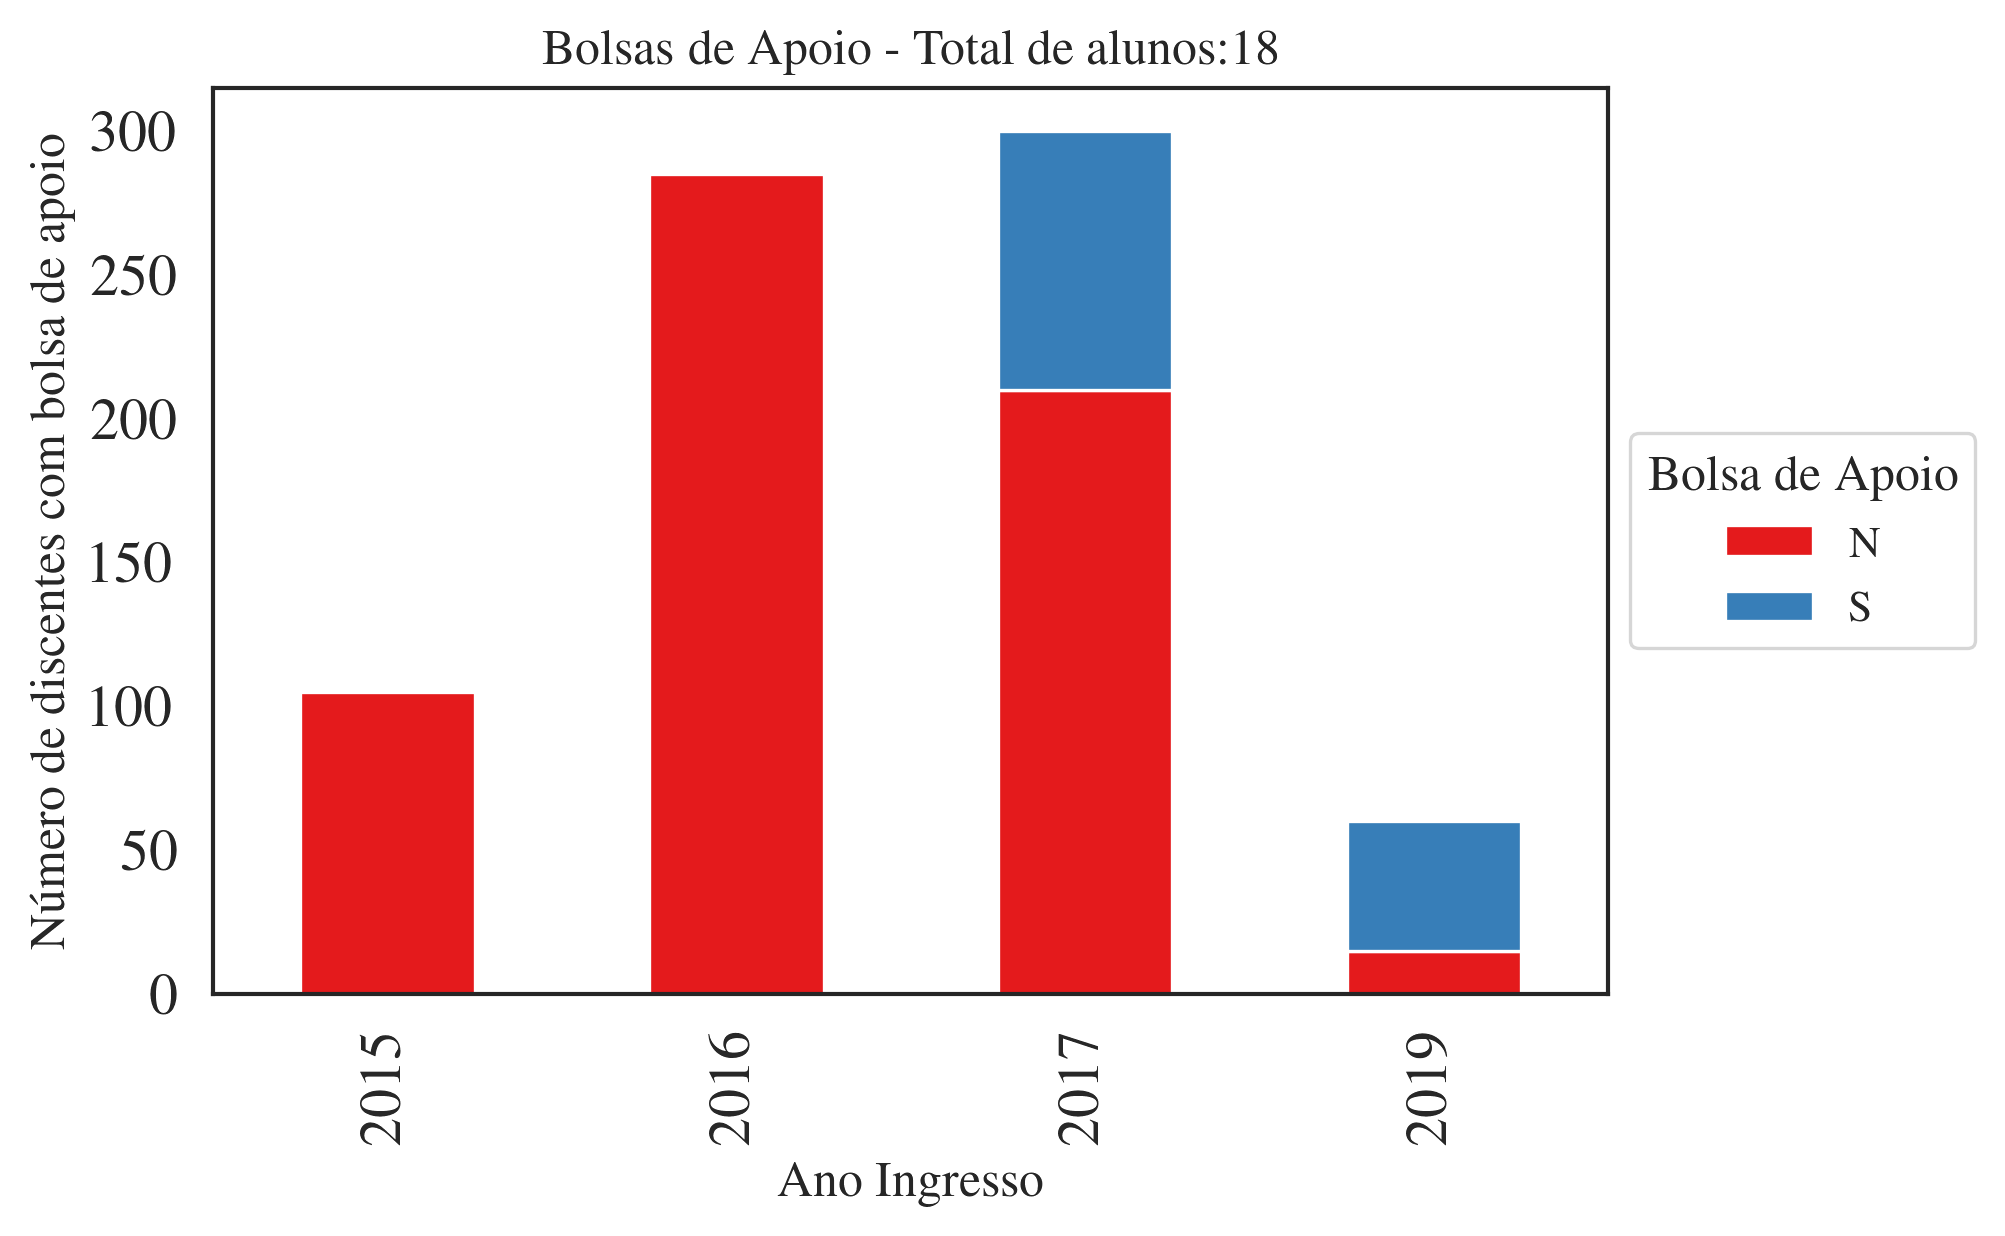 Bolsas de Apoio - Total de alunos:18
Número de discentes com bolsa de apoio
300
250
200
150
100
50
0
2015
2016
2017
2019
Ano Ingresso
Bolsa de Apoio
N
S